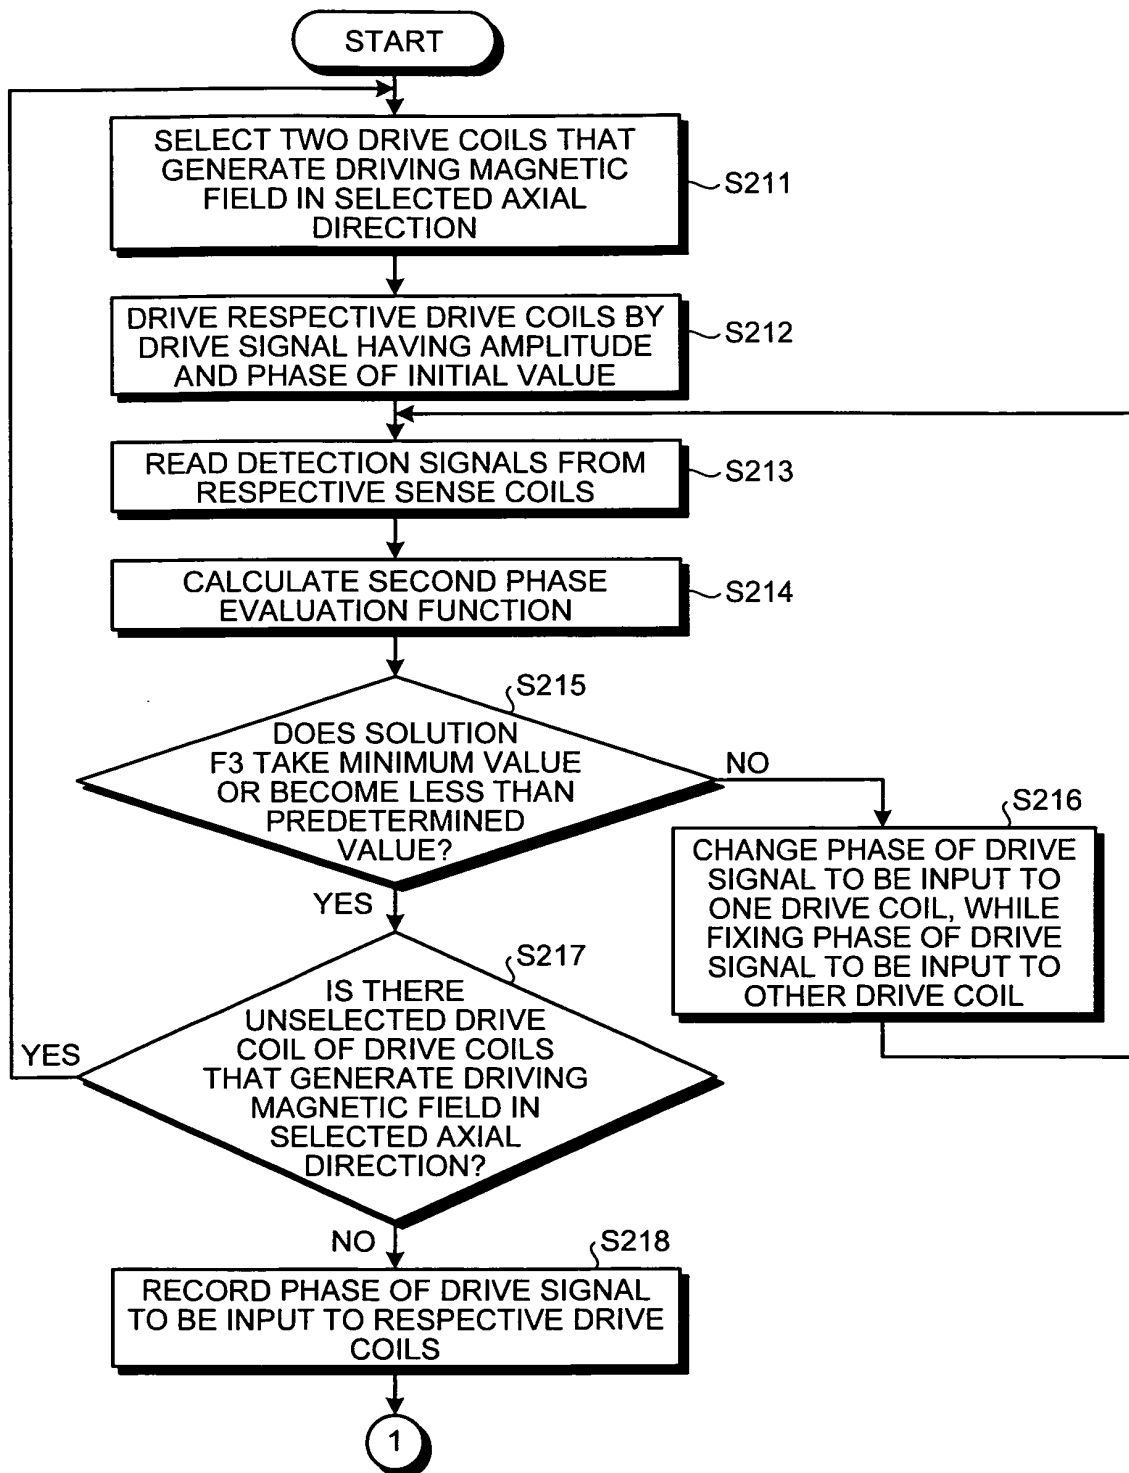 START
SELECT TWO DRIVE COILS THAT
GENERATE DRIVING MAGNETIC
FIELD IN SELECTED AXIAL
DIRECTION
S211
DRIVE RESPECTIVE DRIVE COILS BY
DRIVE SIGNAL HAVING AMPLITUDE
AND PHASE OF INITIAL VALUE
S212
READ DETECTION SIGNALS FROM
RESPECTIVE SENSE COILS
S213
CALCULATE SECOND PHASE
EVALUATION FUNCTION
S214
S215
DOES SOLUTION
F3 TAKE MINIMUM VALUE
OR BECOME LESS THAN
PREDETERMINED
VALUE?
NO
YES
S216
CHANGE PHASE OF DRIVE
SIGNAL TO BE INPUT TO
ONE DRIVE COIL, WHILE
FIXING PHASE OF DRIVE
SIGNAL TO BE INPUT TO
OTHER DRIVE COIL
S217
IS THERE
UNSELECTED DRIVE
COIL OF DRIVE COILS
THAT GENERATE DRIVING
MAGNETIC FIELD IN
SELECTED AXIAL
DIRECTION?
YES
NO
S218
RECORD PHASE OF DRIVE SIGNAL
TO BE INPUT TO RESPECTIVE DRIVE
COILS
1